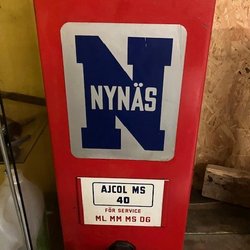 N
NYNÄS
AJCOL MS
40
FÖR SERVICE
ML MM MS DG